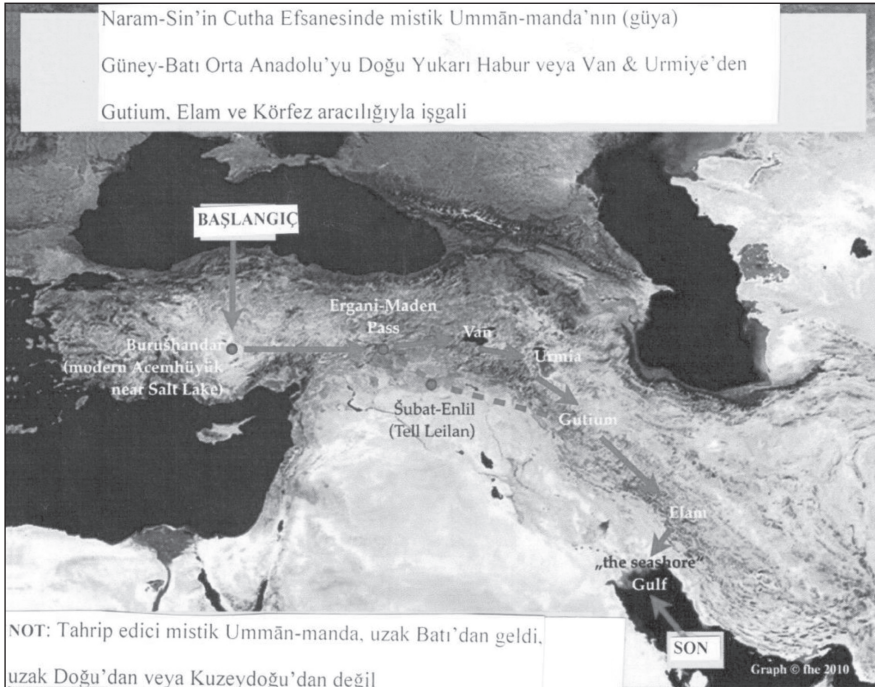 Naram-Sin'in Cutha Efsanesinde mistik Ummān-manda'nın (güya)
Güney-Batı Orta Anadolu'yu Doğu Yukarı Habur veya Van & Urmiye'den
Gutium, Elam ve Körfez aracılığıyla işgali
BAŞLANGIÇ
Ergani-Maden
Pass
Van
Burushandar
(modern Acemhüyük
near Salt Lake)
Urmia
Šubat-Enlil
(Tell Leilan)
Gutium
Elam
„the seashore“
Gulf
SON
NOT: Tahrip edici mistik Ummān-manda, uzak Batı'dan geldi,
uzak Doğu'dan veya Kuzeydoğu'dan değil
Graph © fhe 2010